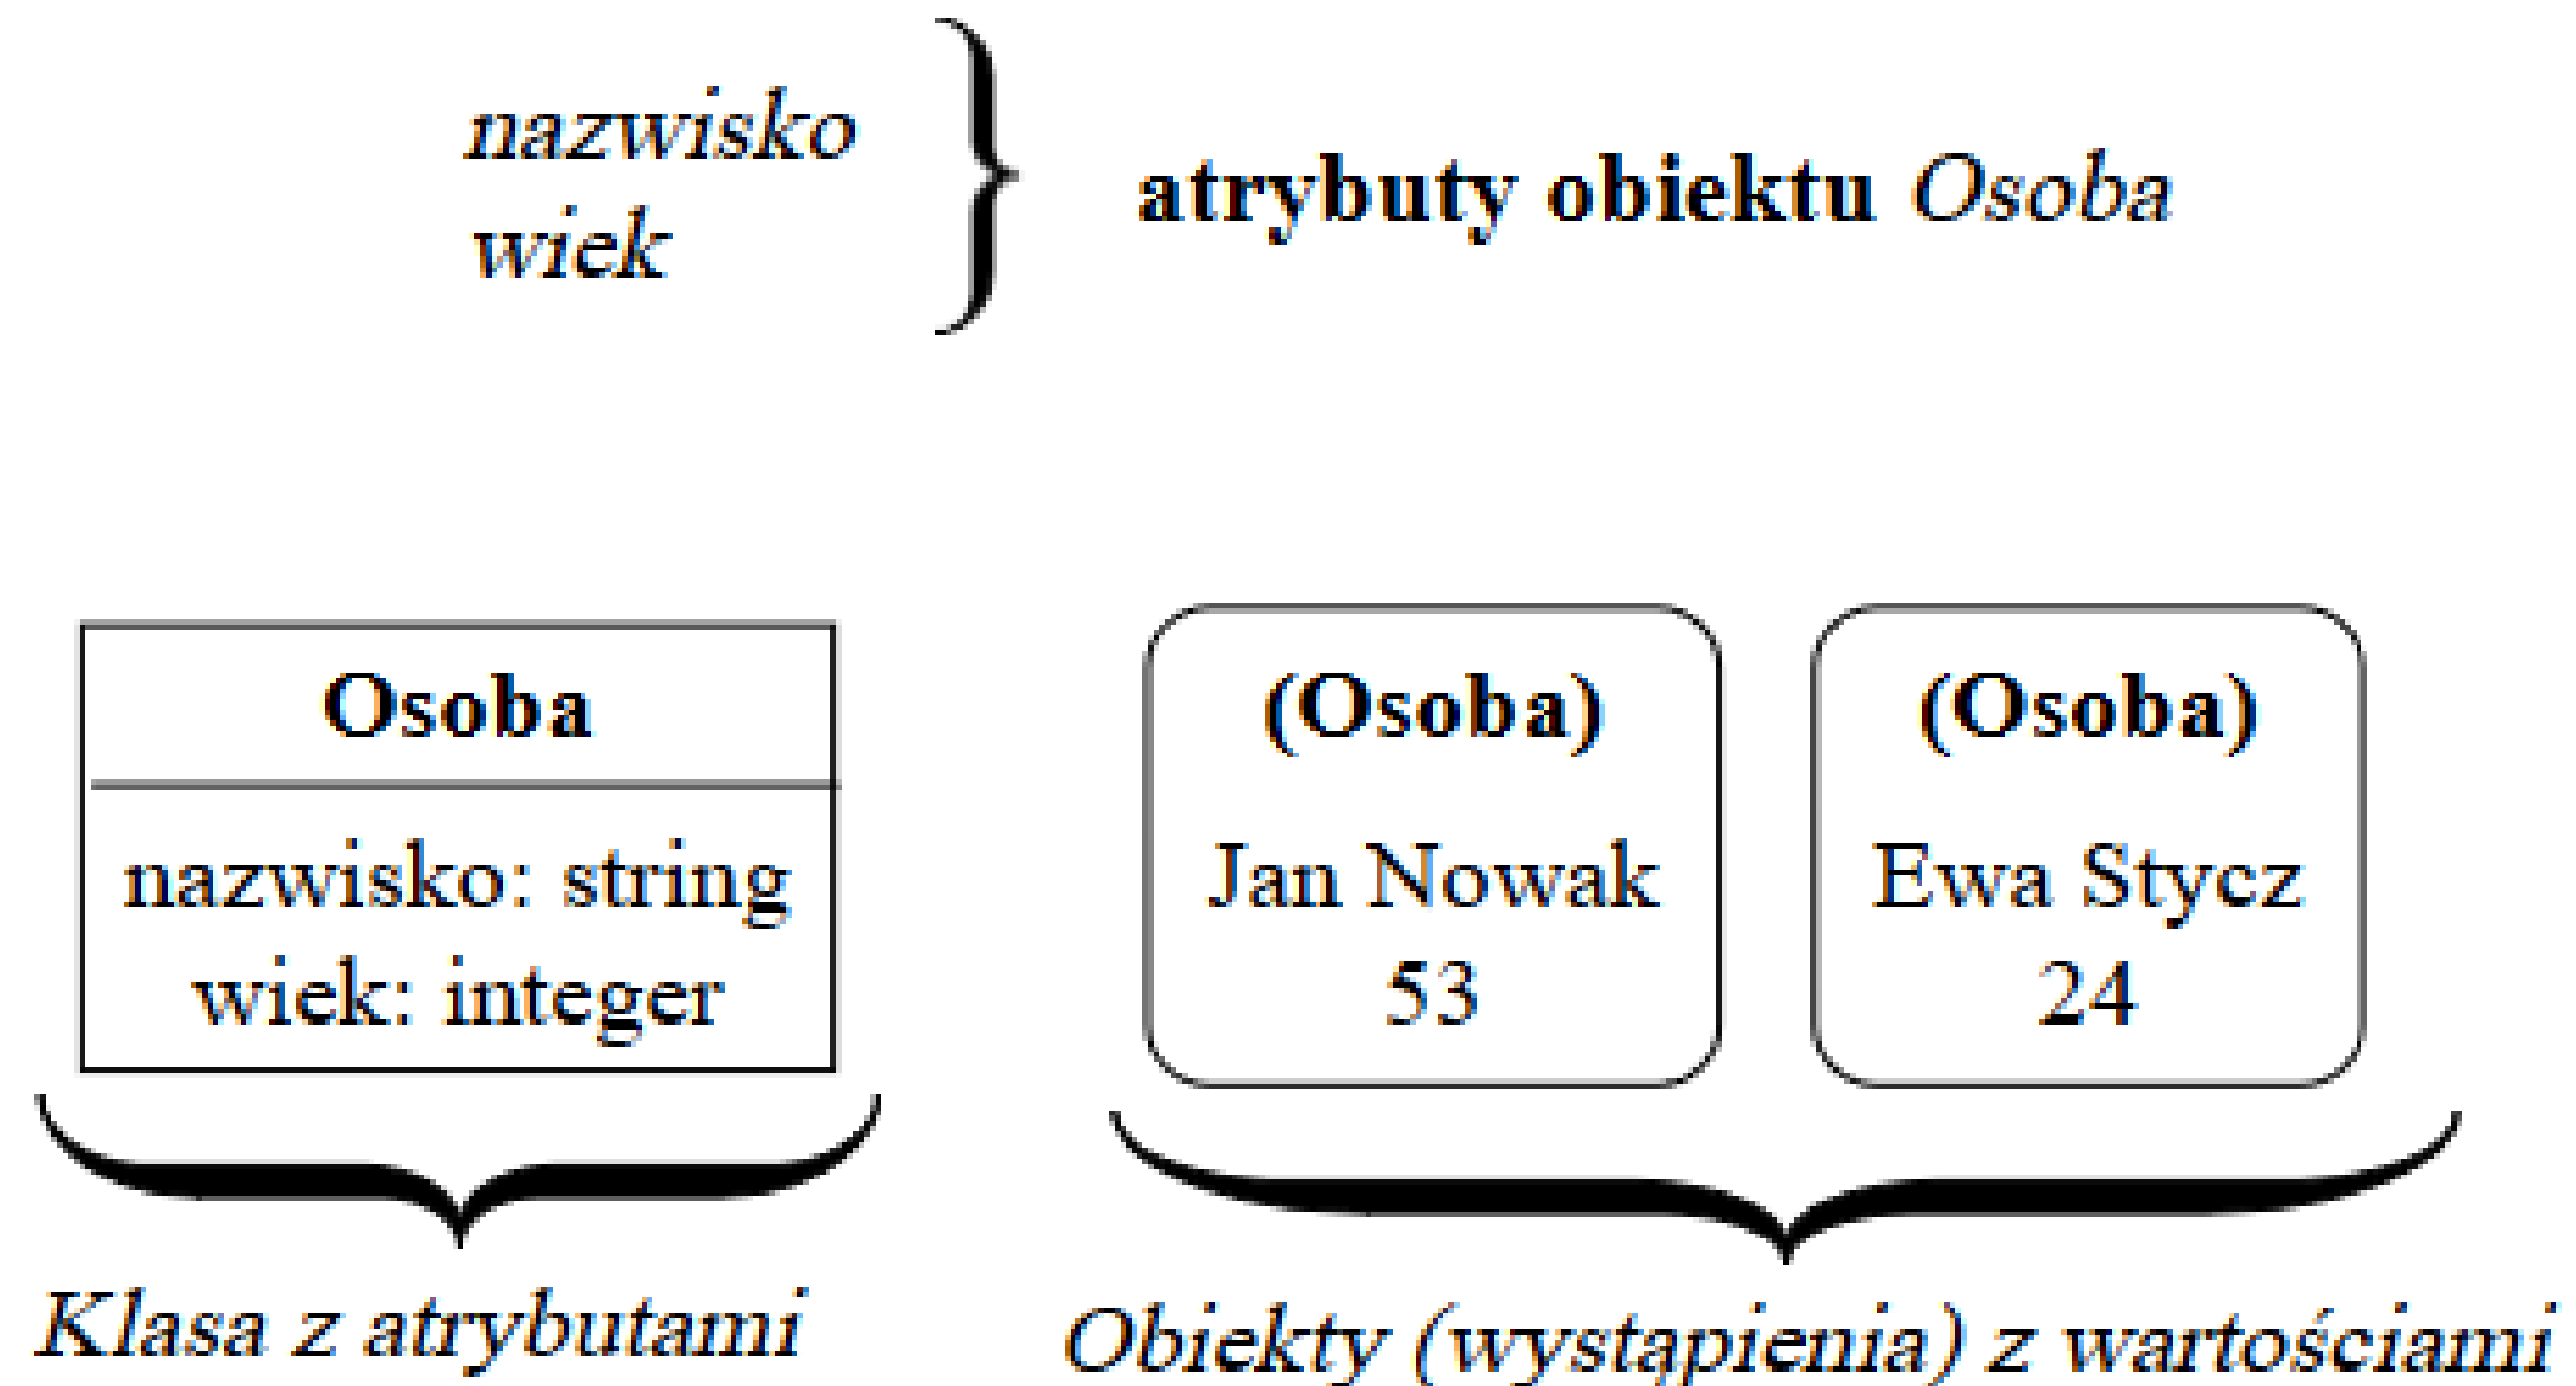 nazwisko
wiek
atrybuty obiektu Osoba
Osoba
nazwisko: string
wiek: integer
(Osoba)
Jan Nowak
53
(Osoba)
Ewa Stycz
24
Klasa z atrybutami
Obiekty (wystąpienia) z wartościami